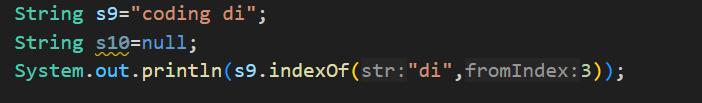 String s9="coding di";
String s10=null;
System.out.println(s9.indexOf(str:"di",fromIndex:3));